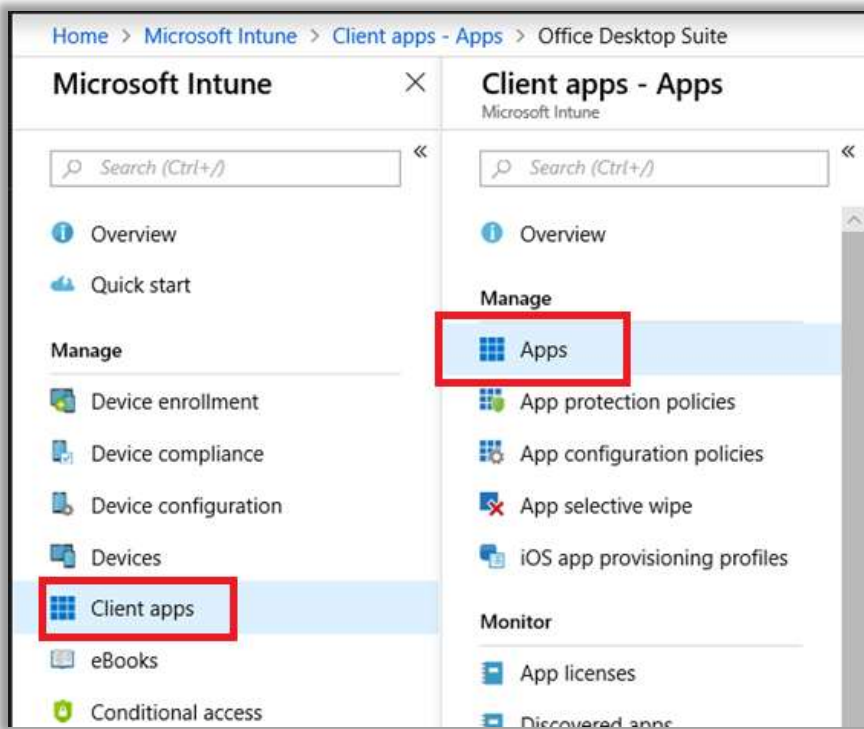 Home > Microsoft Intune > Client apps - Apps > Office Desktop Suite
Microsoft Intune
Search (Ctrl+/)
Overview
Quick start
Manage
Device enrollment
Device compliance
Device configuration
Devices
Client apps
eBooks
Conditional access
Client apps - Apps
Microsoft Intune
Search (Ctrl+/)
Overview
Manage
Apps
App protection policies
App configuration policies
App selective wipe
iOS app provisioning profiles
Monitor
App licenses
Discovered apps